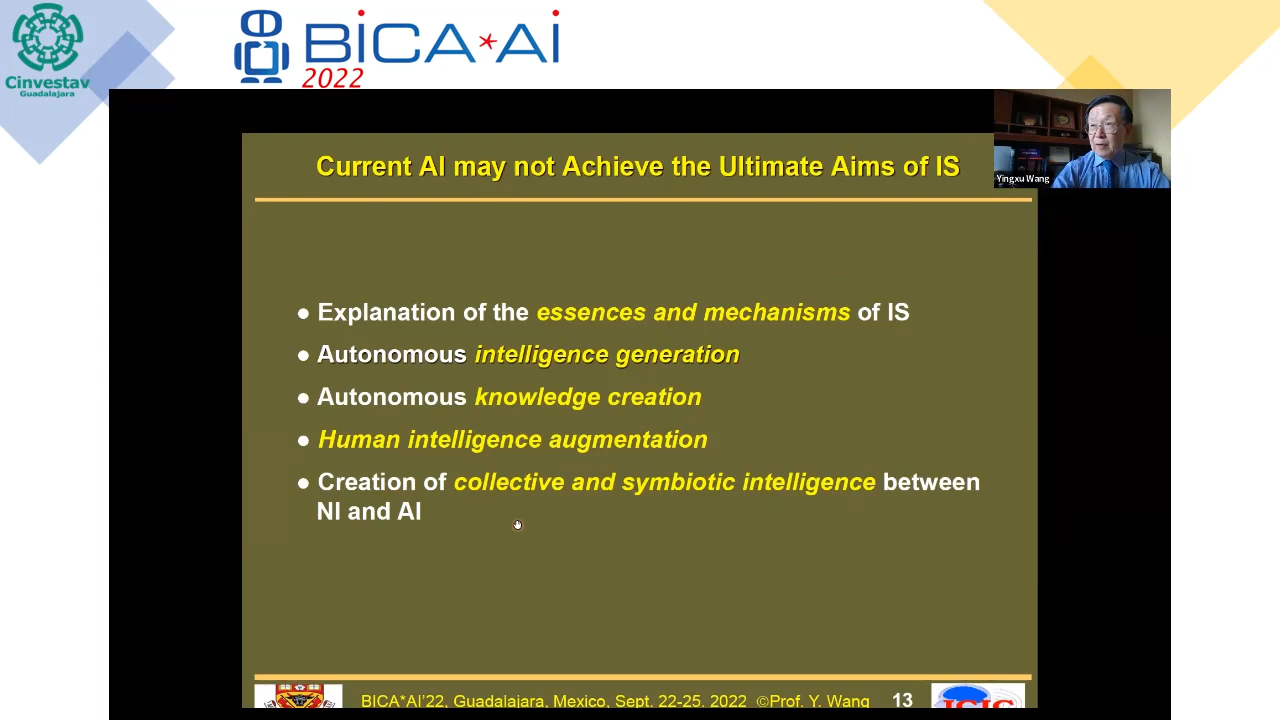 Cinvestav
Guadalajara
BiCA*Ai
2022
Yingxu Wang
Current AI may not Achieve the Ultimate Aims of IS
● Explanation of the essences and mechanisms of IS
● Autonomous intelligence generation
● Autonomous knowledge creation
● Human intelligence augmentation
● Creation of collective and symbiotic intelligence between
NI and AI
BICA*AI'22, Guadalajara, Mexico, Sept. 22-25, 2022 ©Prof. Y. Wang 13